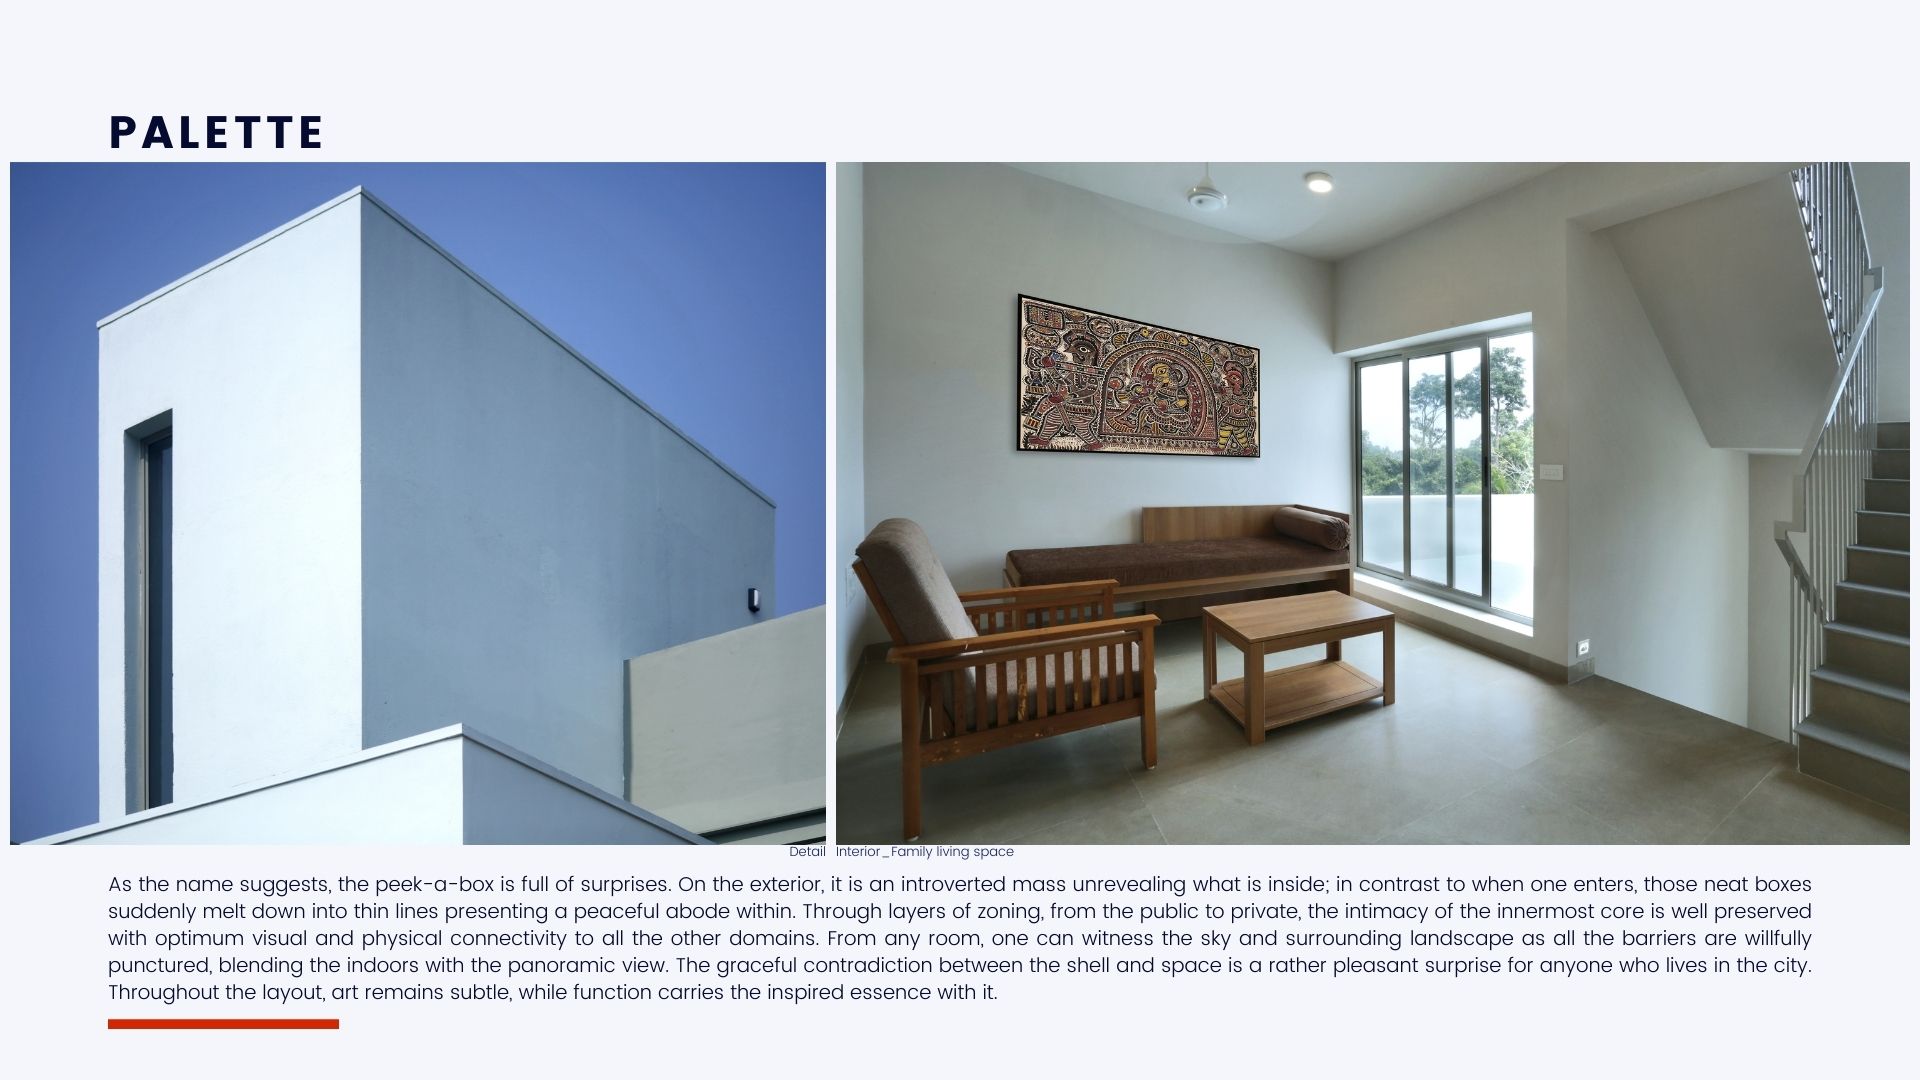 PALETTE
Detail
Interior_Family living space
As the name suggests, the peek-a-box is full of surprises. On the exterior, it is an introverted mass unrevealing what is inside; in contrast to when one enters, those neat boxes
suddenly melt down into thin lines presenting a peaceful abode within. Through layers of zoning, from the public to private, the intimacy of the innermost core is well preserved
with optimum visual and physical connectivity to all the other domains. From any room, one can witness the sky and surrounding landscape as all the barriers are willfully
punctured, blending the indoors with the panoramic view. The graceful contradiction between the shell and space is a rather pleasant surprise for anyone who lives in the city.
Throughout the layout, art remains subtle, while function carries the inspired essence with it.